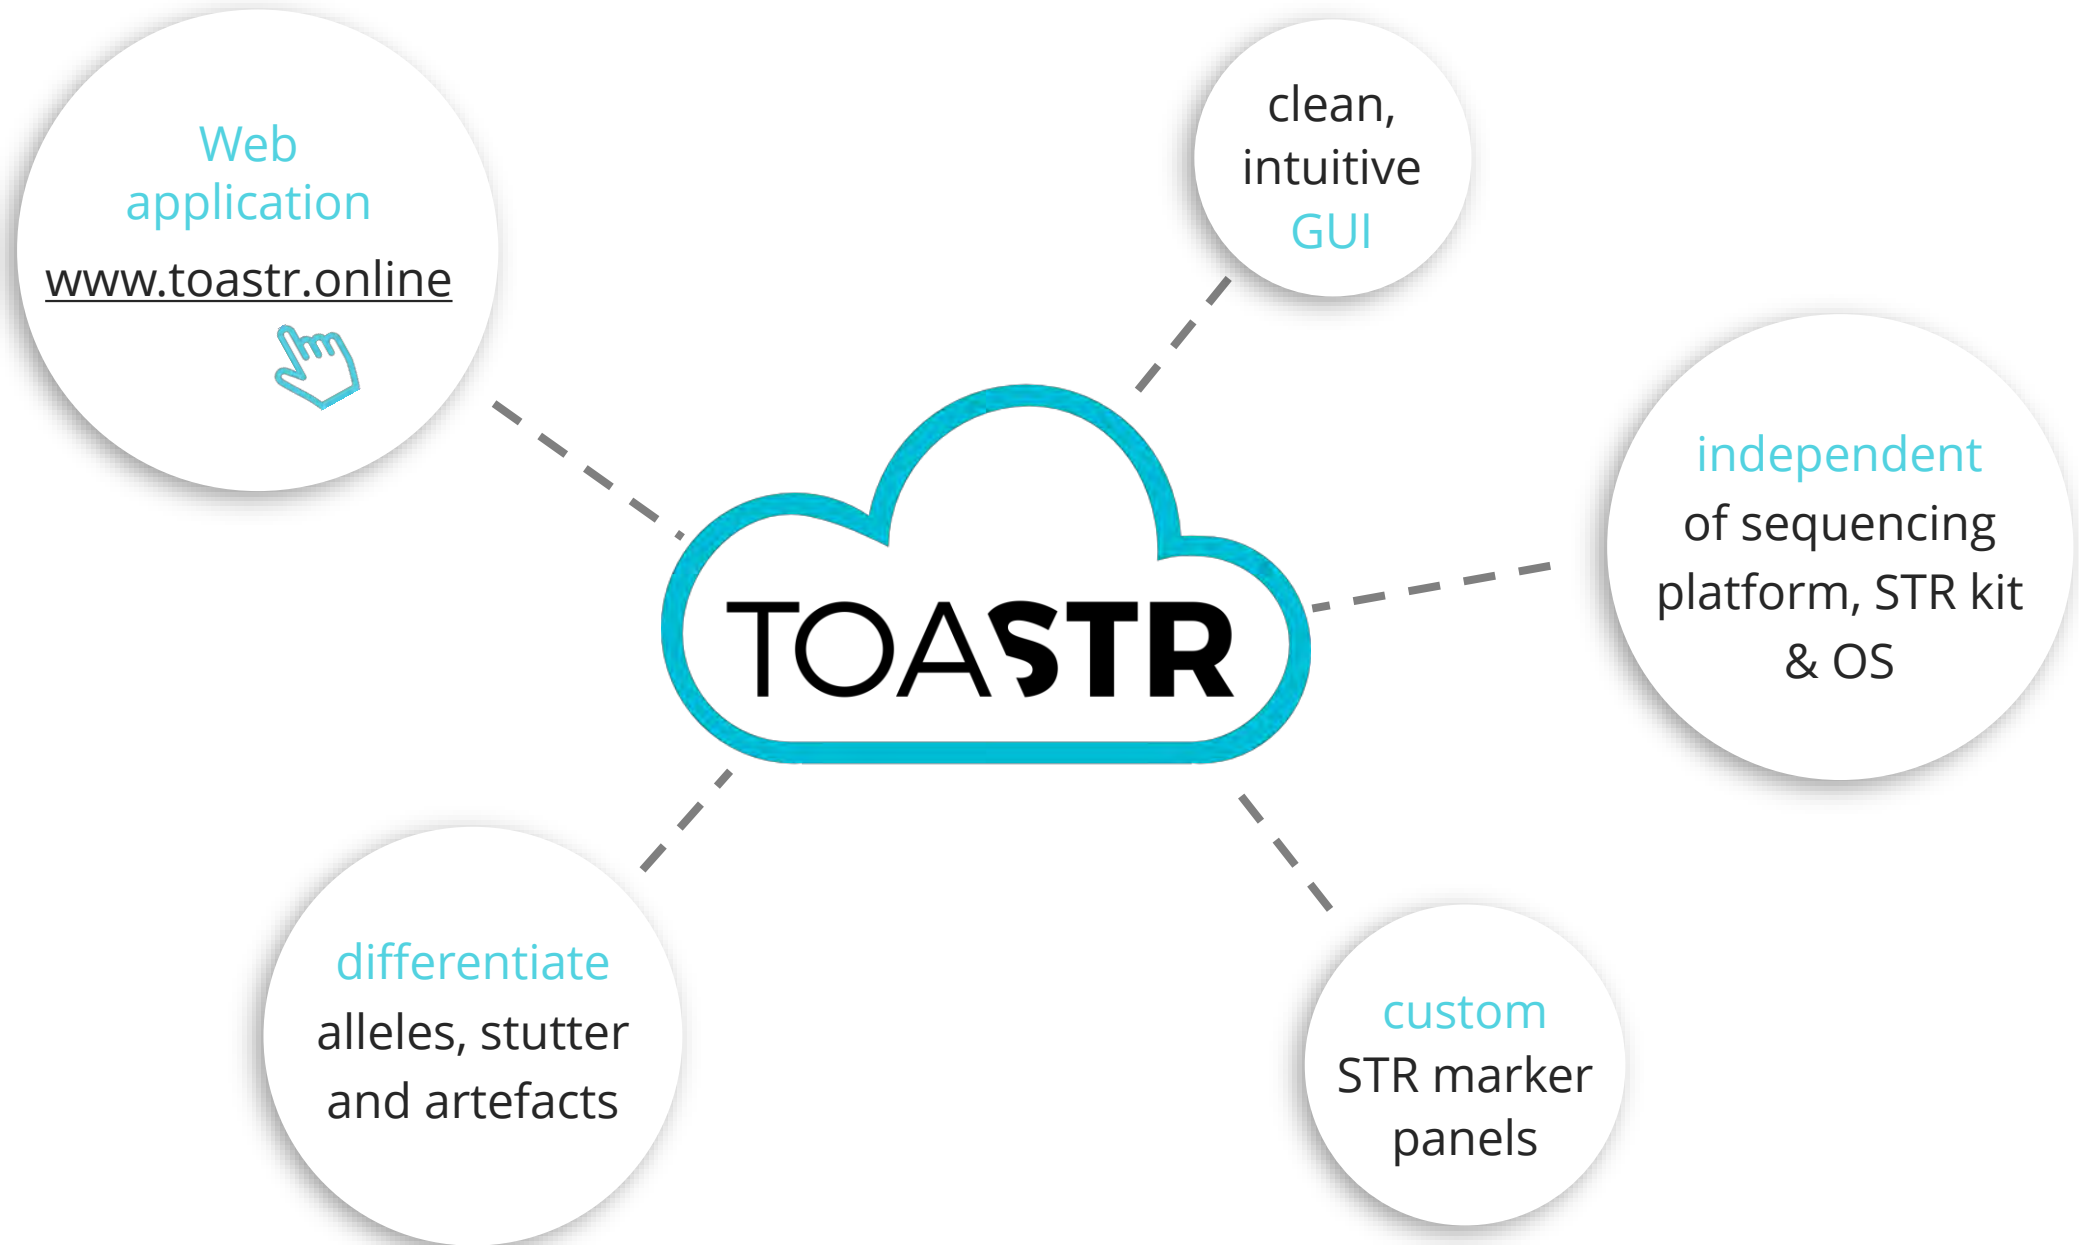 Web
application
www.toastr.online
clean,
intuitive
GUI
independent
of sequencing
platform, STR kit
& OS
TOASTR
differentiate
alleles, stutter
and artefacts
custom
STR marker
panels